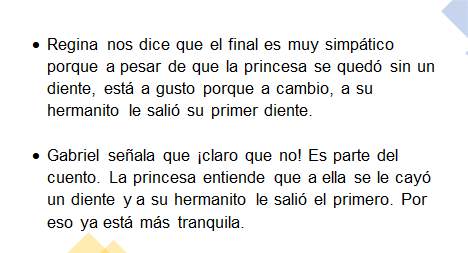 • Regina nos dice que el final es muy simpático
porque a pesar de que la princesa se quedó sin un
diente, está a gusto porque a cambio, a su
hermanito le salió su primer diente.
• Gabriel señala que ¡claro que no! Es parte del
cuento. La princesa entiende que a ella se le cayó
un diente y a su hermanito le salió el primero. Por
eso ya está más tranquila.